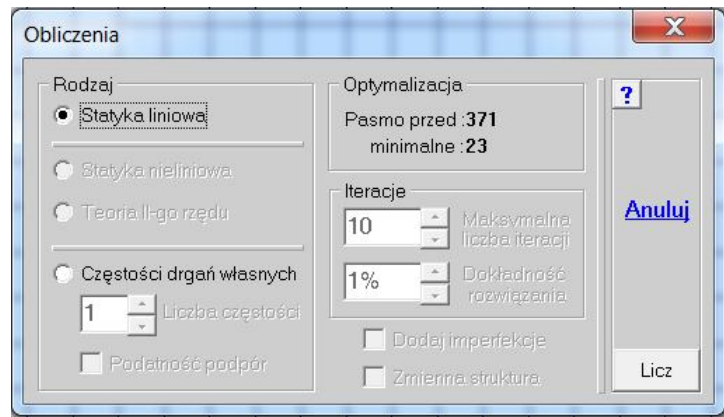 Obliczenia
X
Rodzaj
Statyka liniowa
Statyka nieliniowa
Teoria II-go rzędu
Częstości drgań własnych
1
Liczba częstości
Podatność podpór
Optymalizacja
Pasmo przed :371
minimalne :23
Iteracje
10
Maksymalna
liczba iteracji
1%
Dokładność
rozwiązania
Dodaj imperfekcje
Zmienna struktura
?
Anuluj
Licz